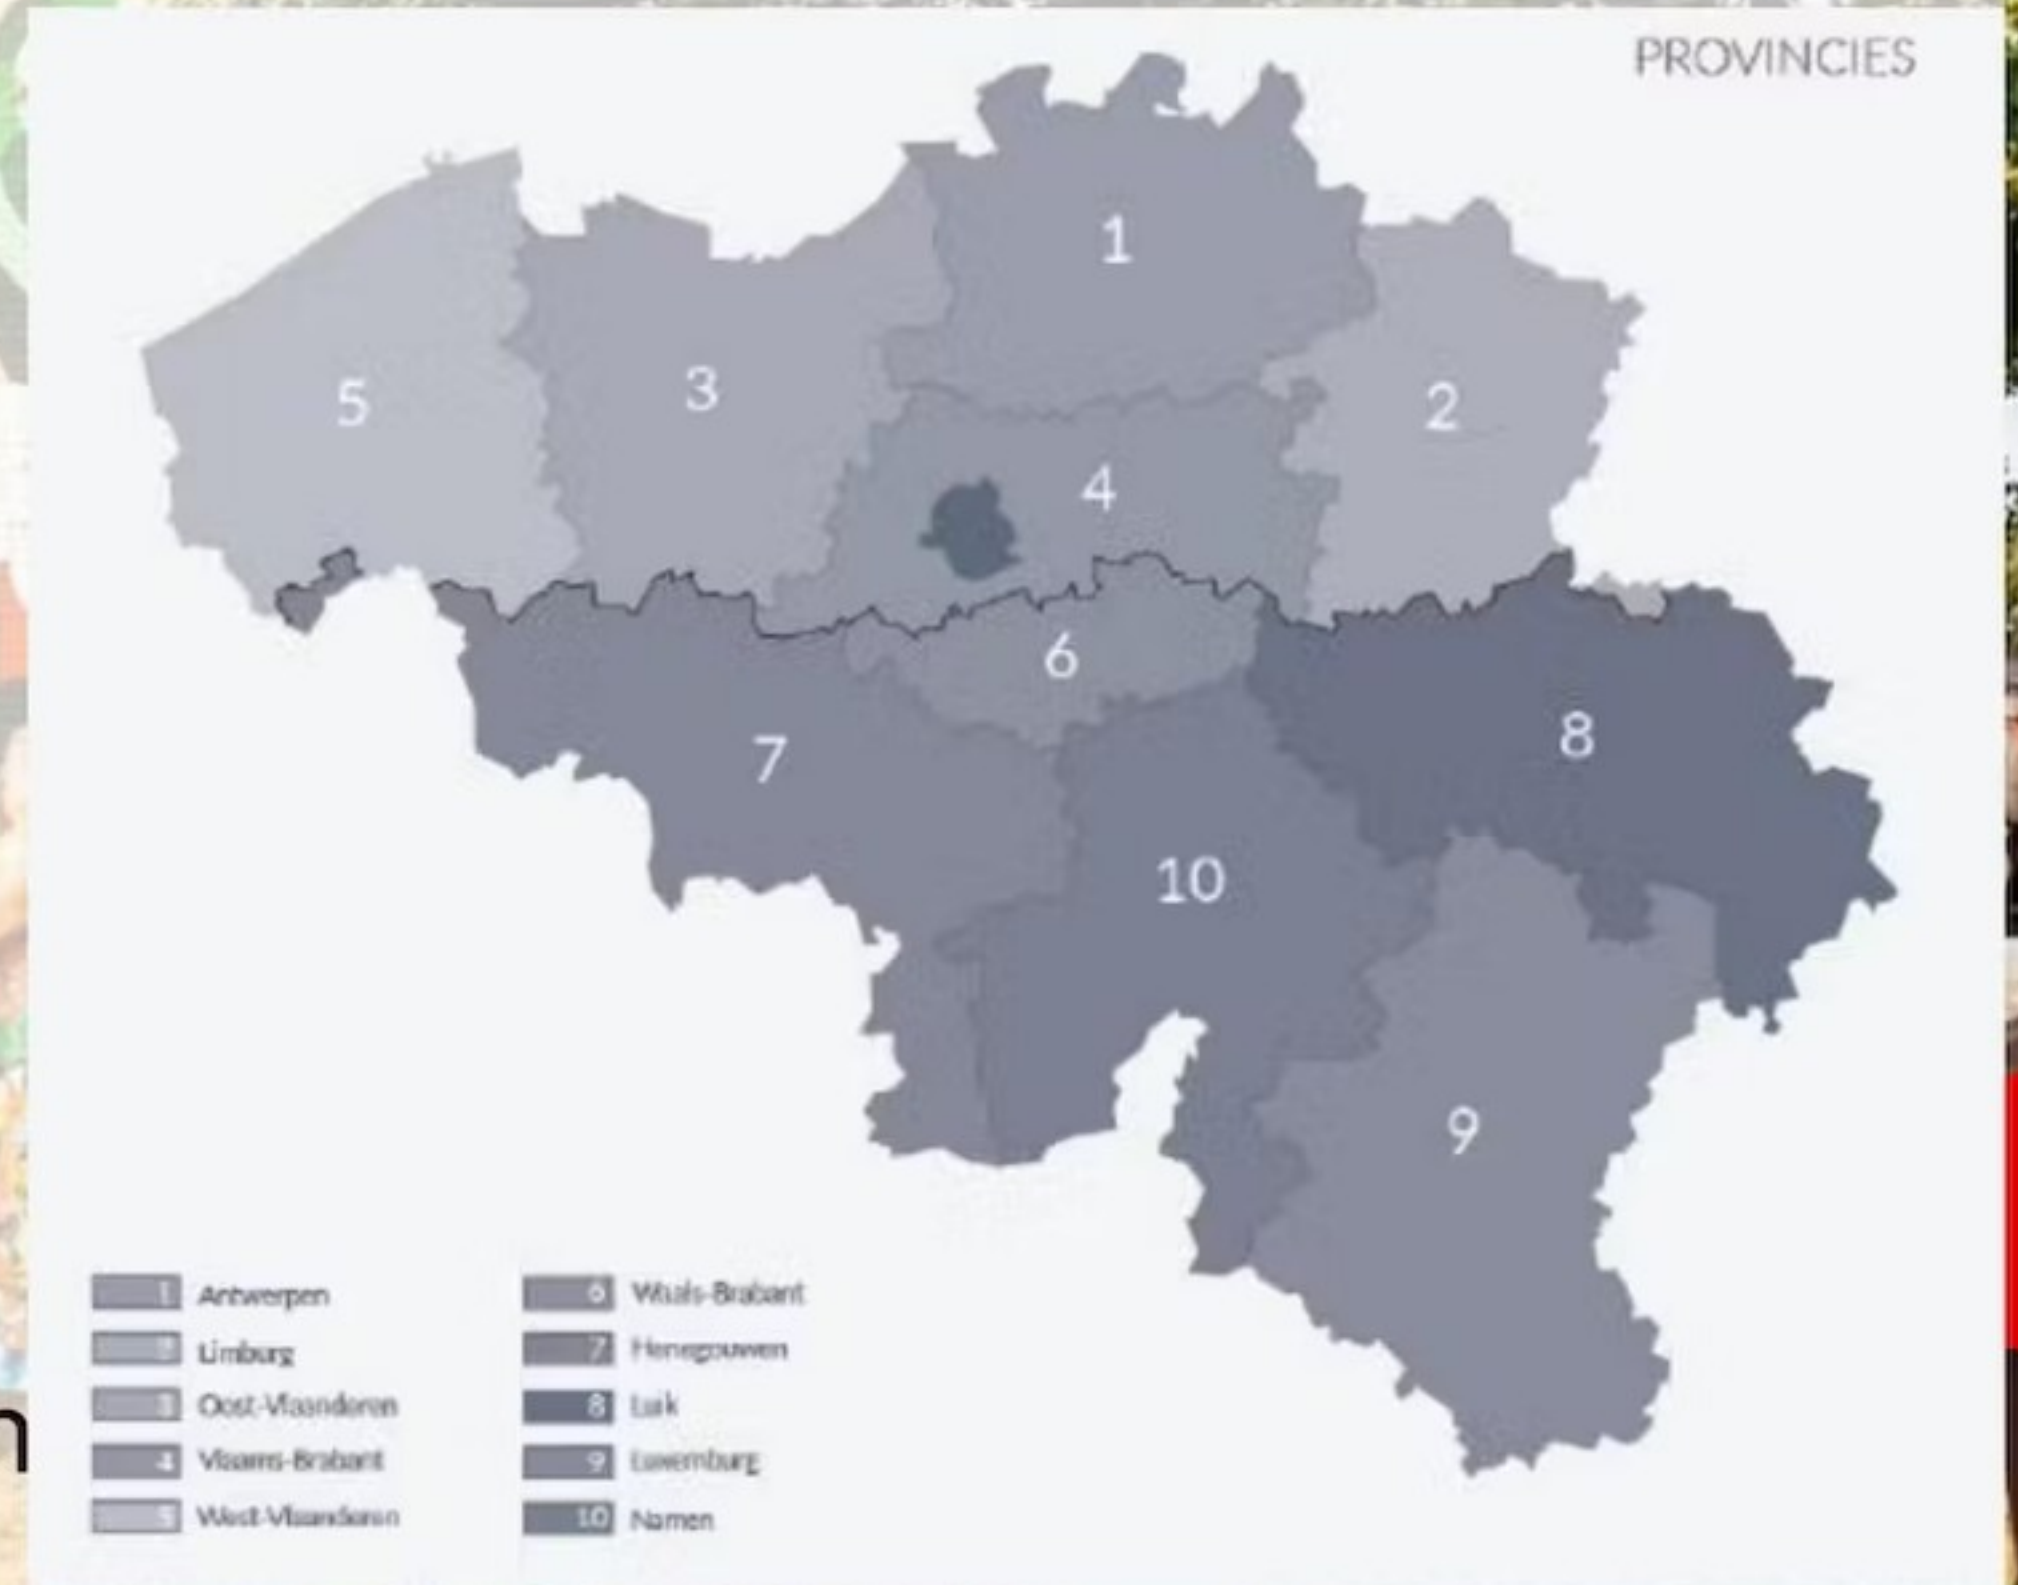 PROVINCIES
1
5
3
2
4
6
7
8
10
9
1 Antwerpen
2 Limburg
3 Oost-Vlaanderen
4 Vlaams-Brabant
5 West-Vlaanderen
6 Waals-Brabant
7 Henegouwen
8 Luik
9 Luxemburg
10 Namen
n